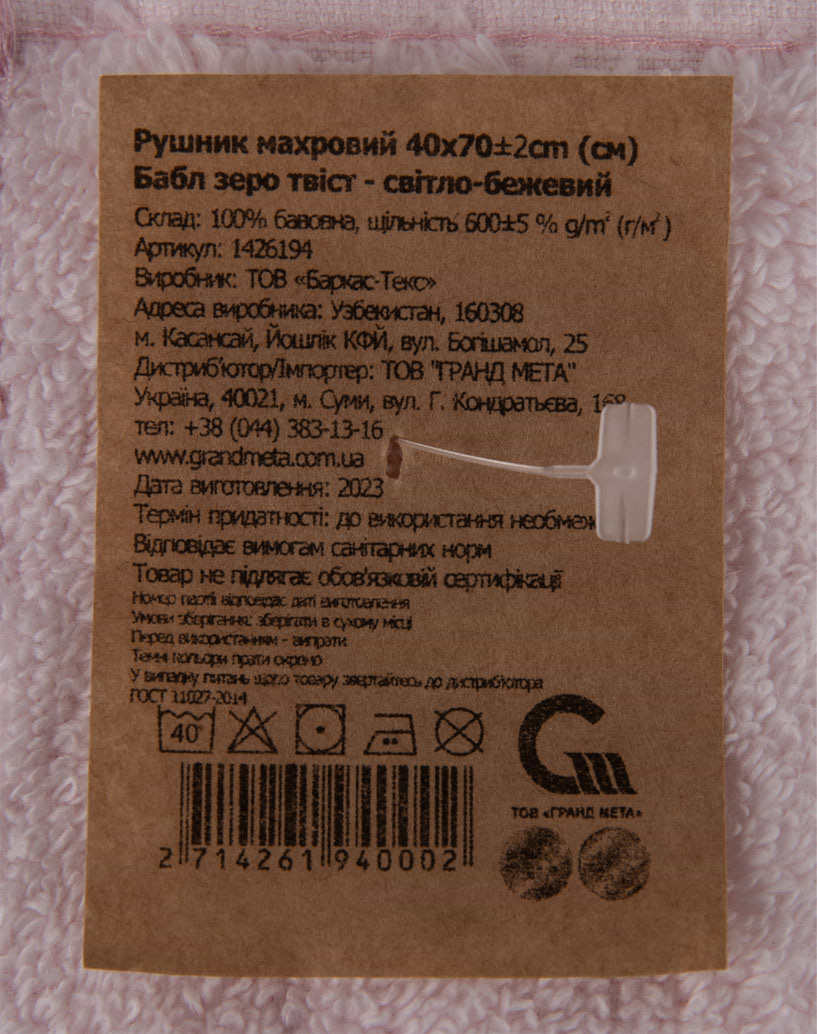 Рушник махровий 40х70±2cm (см)
Бабл зеро твіст - світло-бежевий
Склад: 100% бавовна, щільність 600±5 % g/m² (г/м²)
Артикул: 1426194
Виробник: ТОВ «Баркас-Текс»
Адреса виробника: Узбекистан, 160308
м. Касансай, Йошлік КФЙ, вул. Богішамол, 25
Дистриб'ютор/Імпортер: ТОВ "ГРАНД МЕТА"
Україна, 40021, м. Суми, вул. Г. Кондратьєва,
тел: +38 (044) 383-13-16
www.grandmeta.com.ua
Дата виготовлення: 2023
Термін придатності: до використання
Відповідає вимогам санітарних норм
Товар не підлягає обов'язковій сертифікації
Номер партії відповідає даті виготовлення
Умови зберігання: зберігати в сухому місці
Перед використанням - випрати
Темні кольори прати окремо
У випадку питань щодо товару звертайтесь до дистриб'ютора
ГОСТ 11027-2014
40°
ТОВ «ГРАНД МЕТА»
2 714261 940002